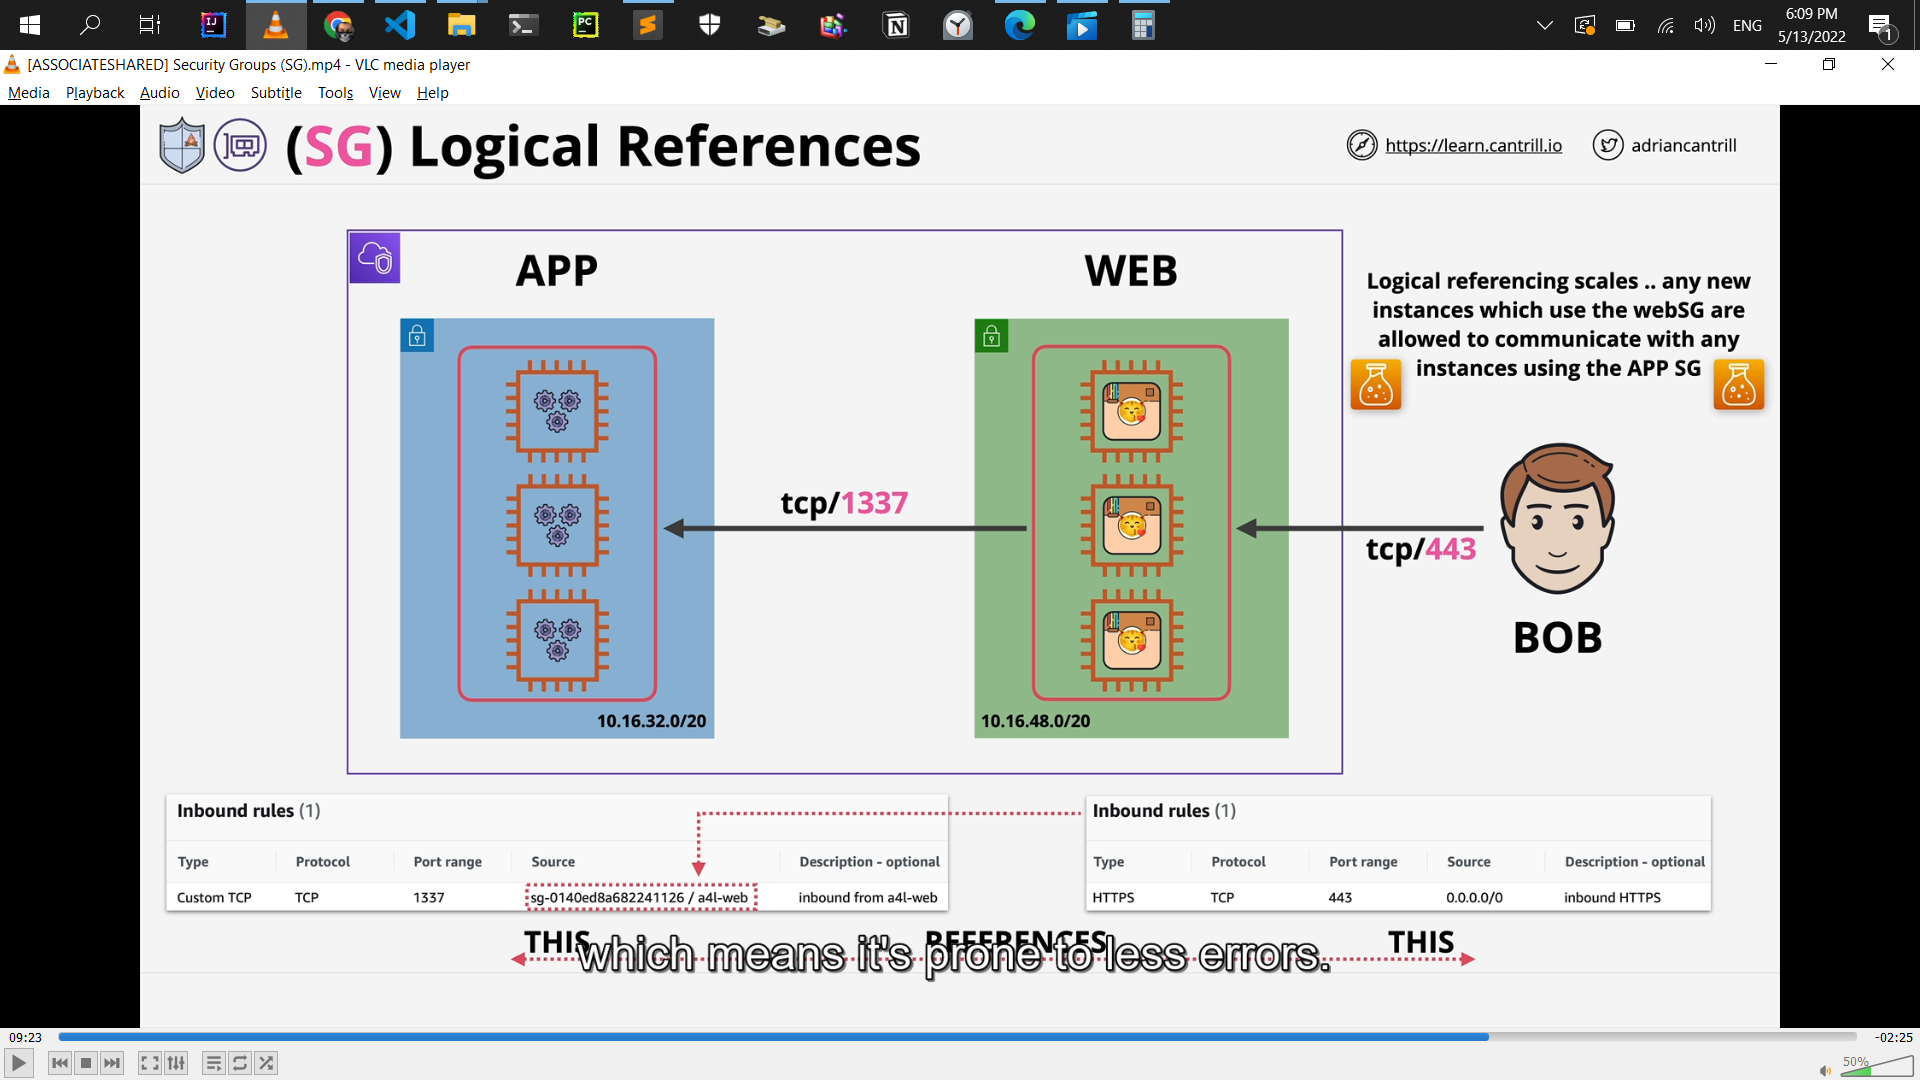 ENG
6:09 PM
5/13/2022
1
[ASSOCIATESHARED] Security Groups (SG).mp4 - VLC media player
Media Playback Audio Video Subtitle Tools View Help
(SG) Logical References
https://learn.cantrill.io
adriancantrill
APP
WEB
Logical referencing scales .. any new
instances which use the webSG are
allowed to communicate with any
instances using the APP SG
tcp/1337
tcp/443
BOB
10.16.32.0/20
10.16.48.0/20
Inbound rules (1)
Type Protocol Port range Source Description - optional
Custom TCP TCP 1337 sg-0140ed8a682241126 / a4l-web inbound from a4l-web
Inbound rules (1)
Type Protocol Port range Source Description - optional
HTTPS TCP 443 0.0.0.0/0 inbound HTTPS
THIS REFERENCES THIS
which means it's prone to less errors.
09:23
-02:25
50%